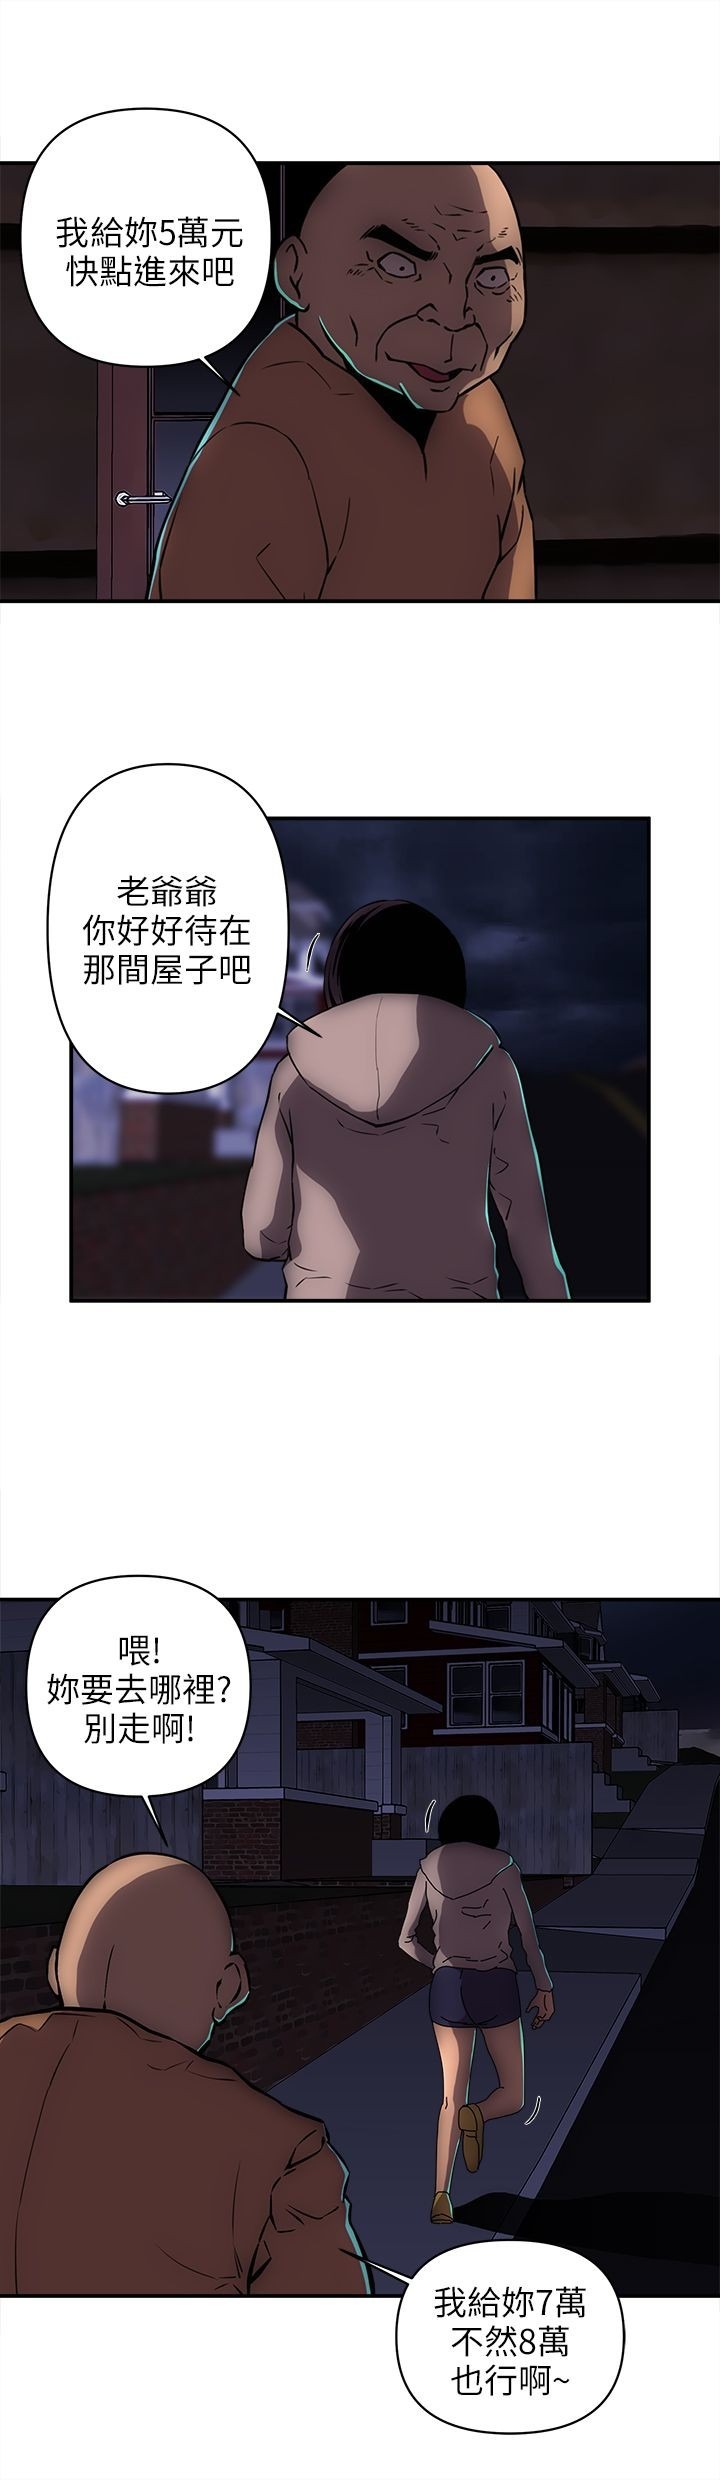 我給妳5萬元
快點進來吧
老爺爺
你好好待在
那間屋子吧
喂!
妳要去哪裡?
別走啊!
我給妳7萬
不然8萬
也行啊~